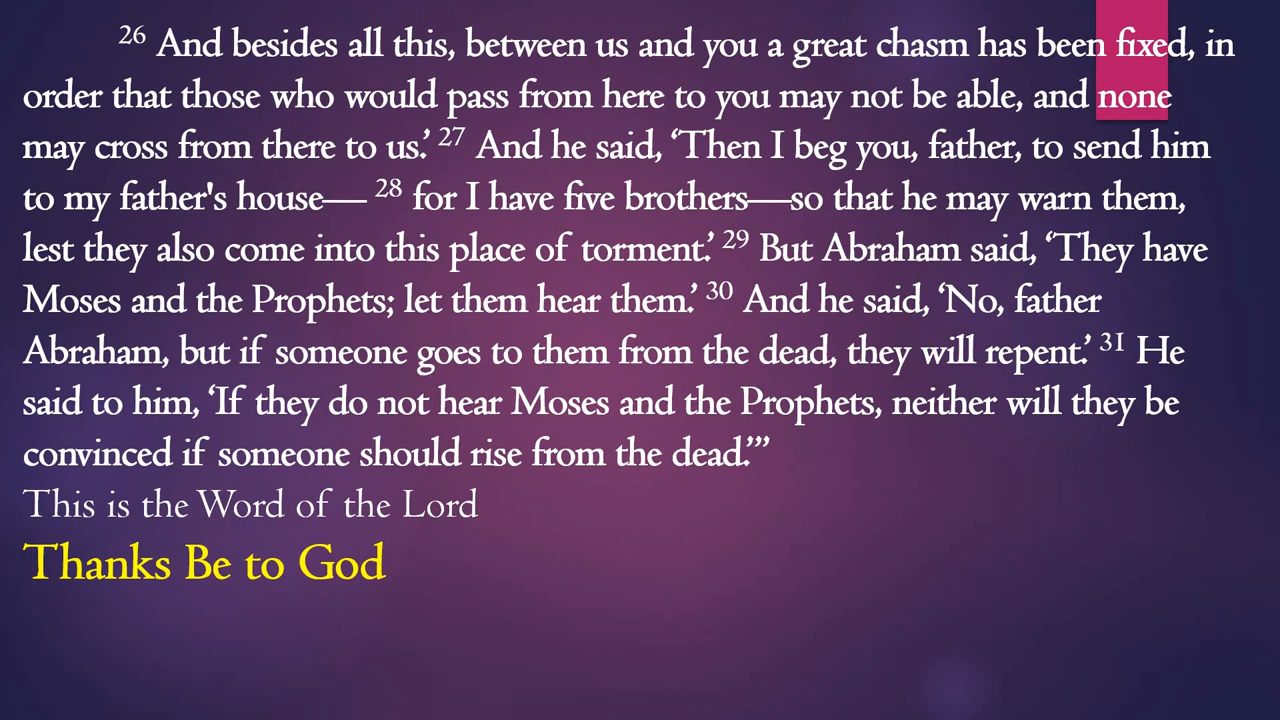 26 And besides all this, between us and you a great chasm has been fixed, in
order that those who would pass from here to you may not be able, and none
may cross from there to us.’ 27 And he said, ‘Then I beg you, father, to send him
to my father's house— 28 for I have five brothers—so that he may warn them,
lest they also come into this place of torment.’ 29 But Abraham said, ‘They have
Moses and the Prophets; let them hear them.’ 30 And he said, ‘No, father
Abraham, but if someone goes to them from the dead, they will repent.’ 31 He
said to him, ‘If they do not hear Moses and the Prophets, neither will they be
convinced if someone should rise from the dead.’”
This is the Word of the Lord
Thanks Be to God